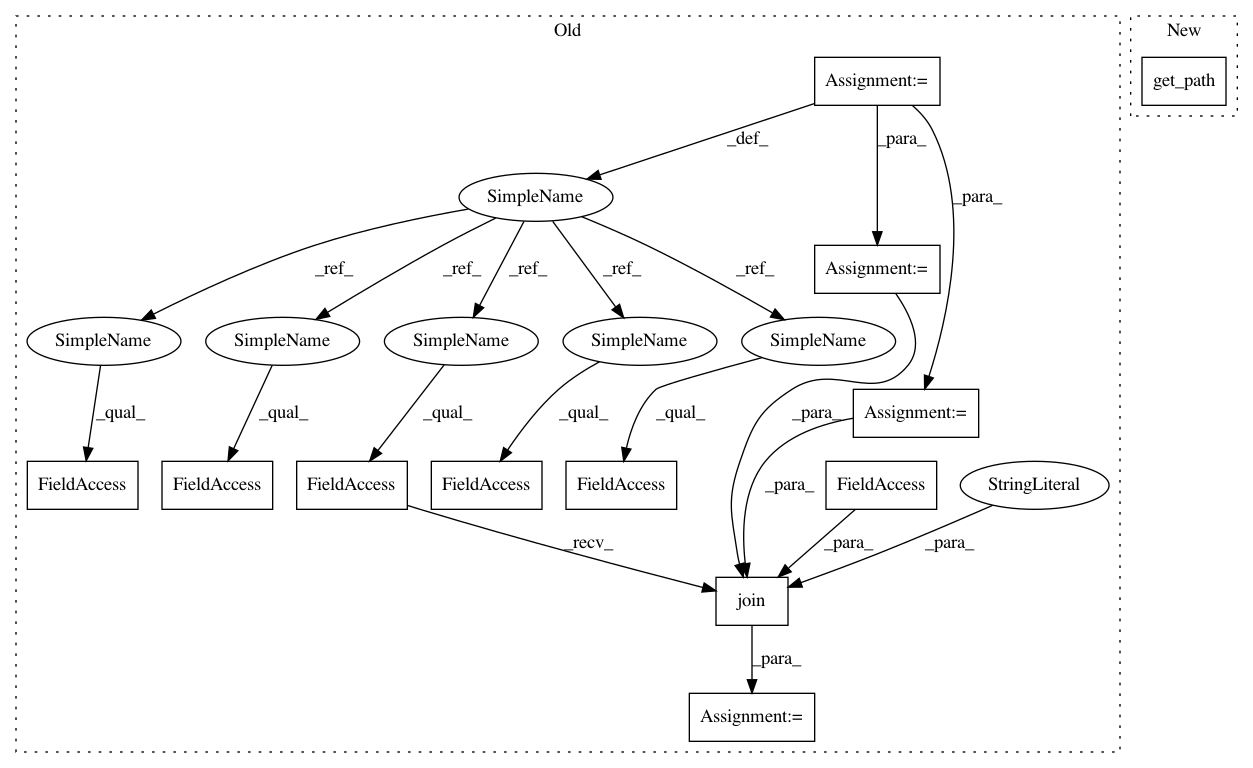 Old
New
Assignment:=
get_path
_def_
_para_
SimpleName
_para_
_ref_
_ref_
_ref_
_ref_
_ref_
Assignment:=
SimpleName
SimpleName
SimpleName
SimpleName
SimpleName
_qual_
_qual_
_qual_
_qual_
_qual_
_para_
Assignment:=
FieldAccess
FieldAccess
FieldAccess
FieldAccess
FieldAccess
_para_
FieldAccess
StringLiteral
_recv_
_para_
_para_
join
_para_
Assignment:=